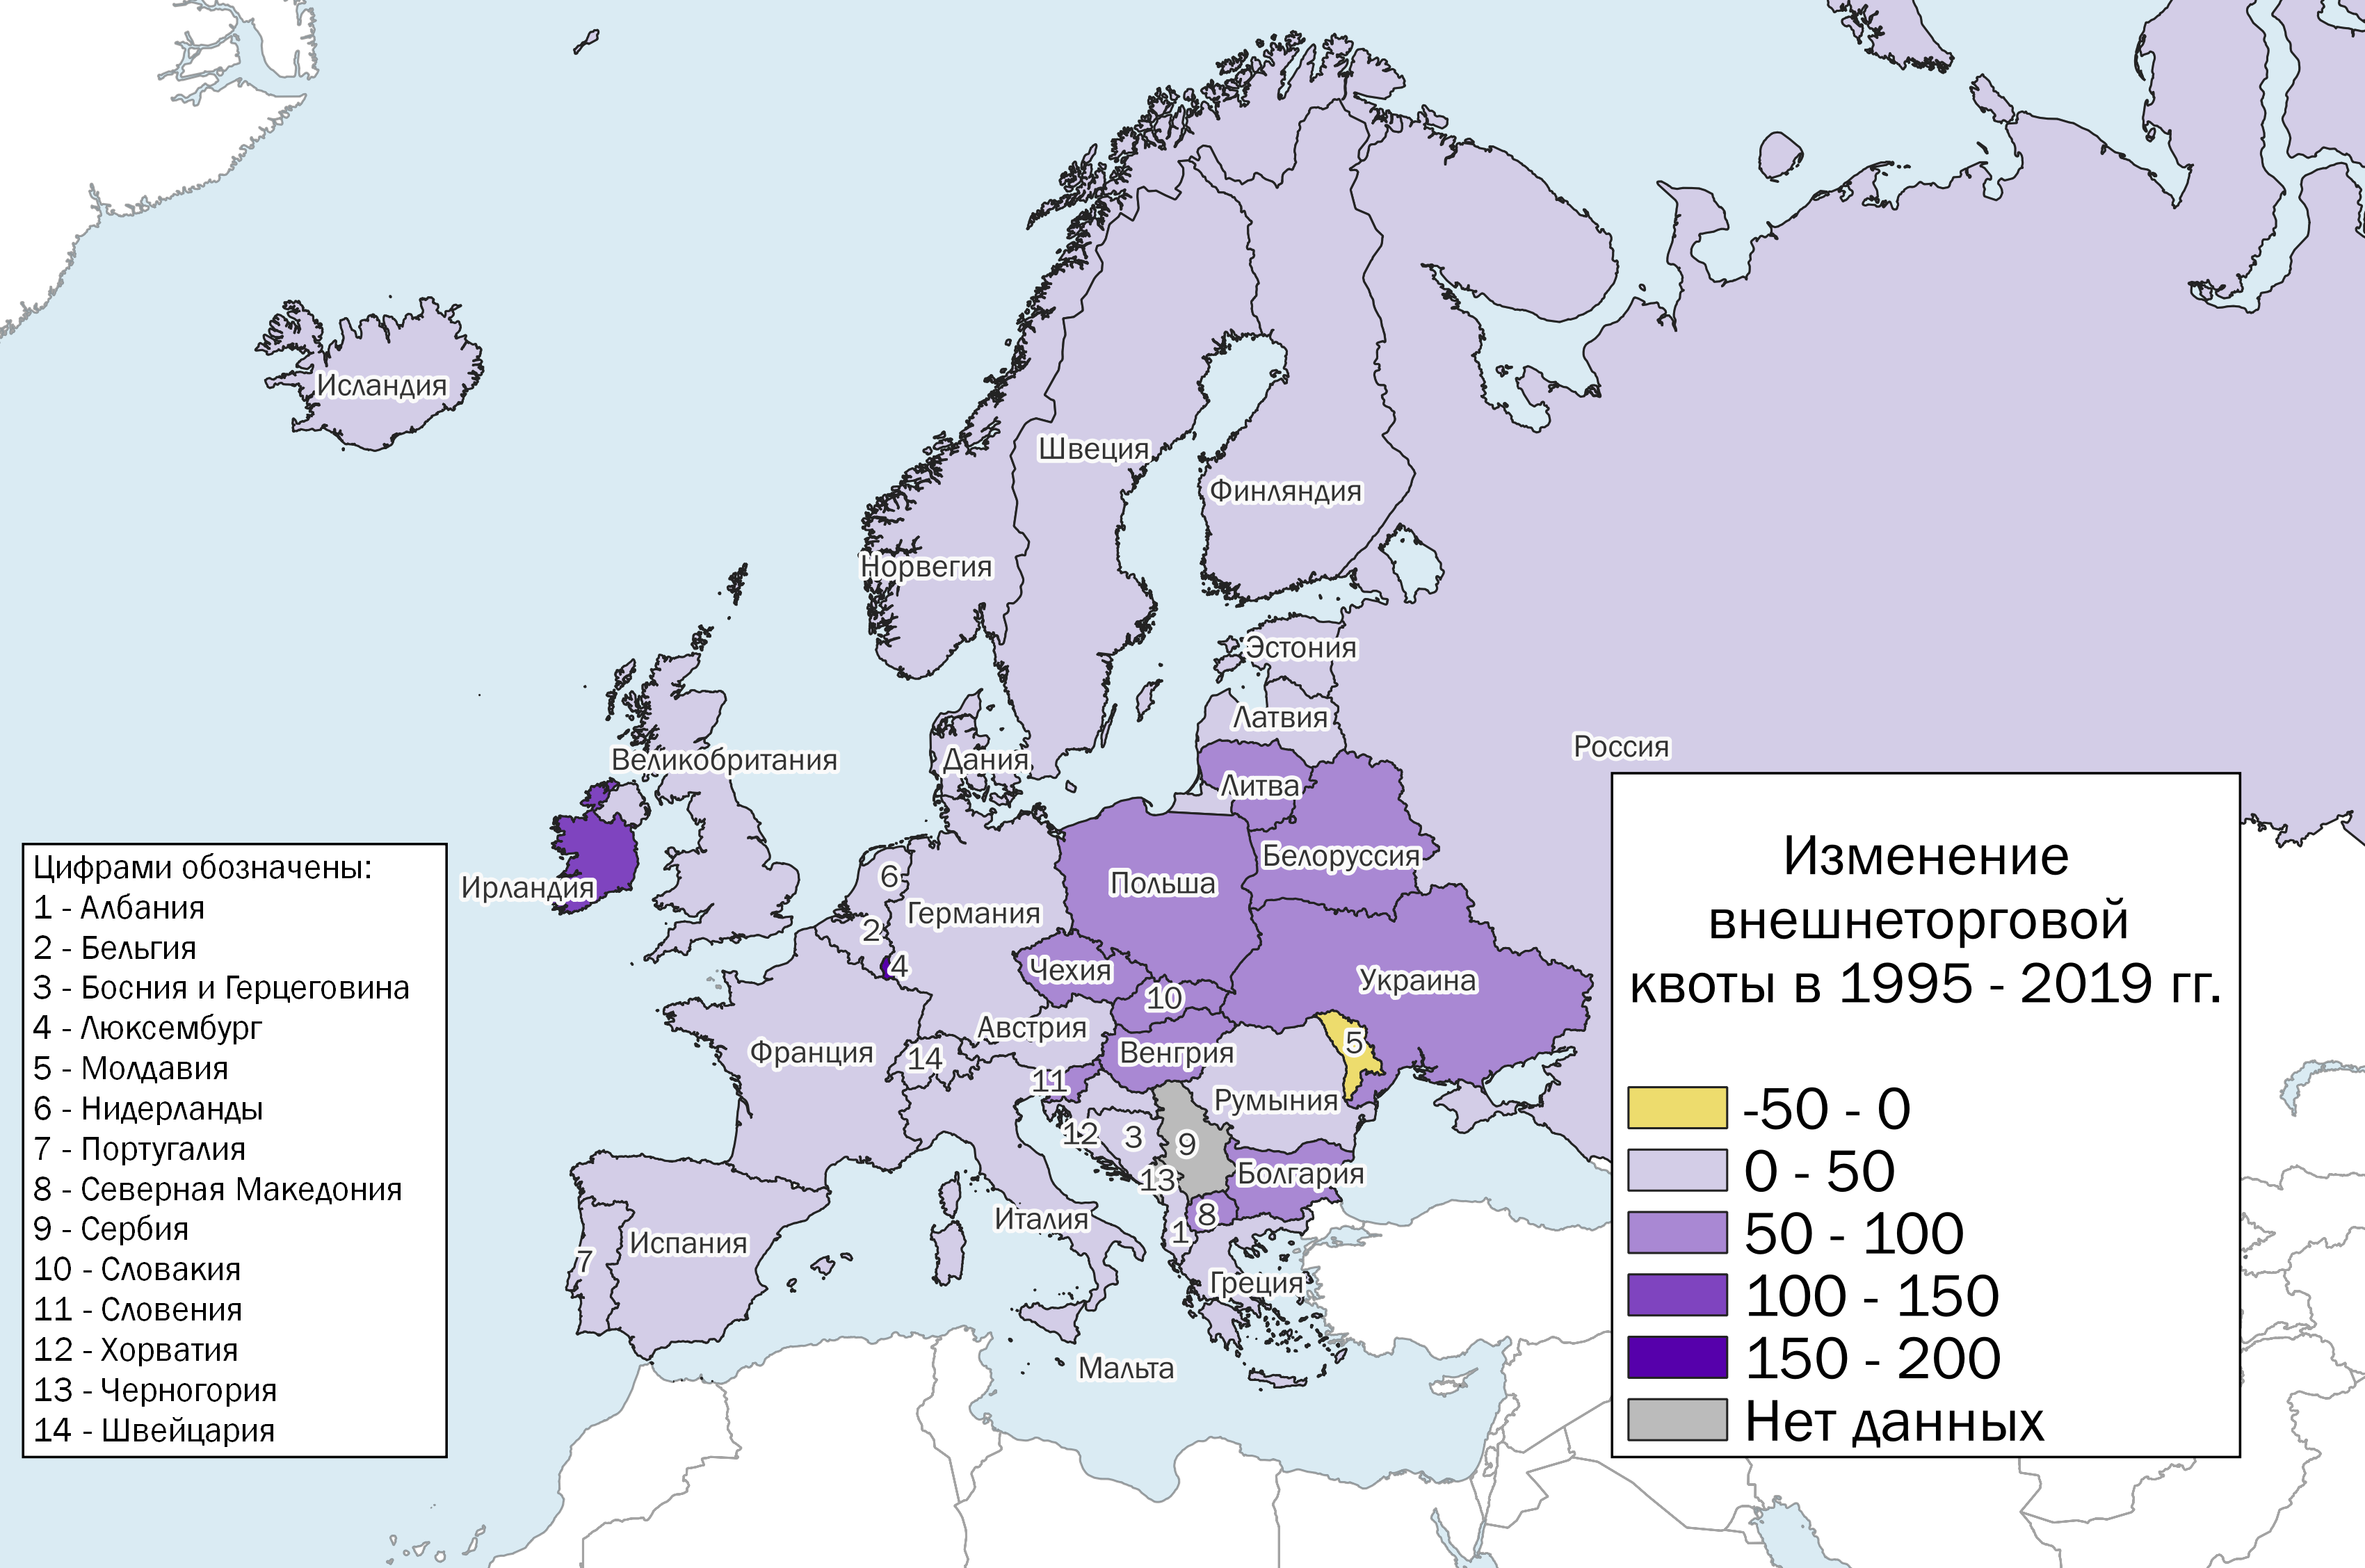 Исландия
Швеция
Финляндия
Норвегия
Эстония
Латвия
Россия
Великобритания
Дания
Литва
Белоруссия
Ирландия
6
Польша
Германия
2
4
Чехия
Украина
10
Австрия
5
Франция
14
Венгрия
11
Румыния
12
3
9
13
Болгария
8
Италия
1
Испания
7
Греция
Мальта
Цифрами обозначены:
1 - Албания
2 - Бельгия
3 - Босния и Герцеговина
4 - Люксембург
5 - Молдавия
6 - Нидерланды
7 - Португалия
8 - Северная Македония
9 - Сербия
10 - Словакия
11 - Словения
12 - Хорватия
13 - Черногория
14 - Швейцария
Изменение
внешнеторговой
квоты в 1995 - 2019 гг.
-50 - 0
0 - 50
50 - 100
100 - 150
150 - 200
Нет данных